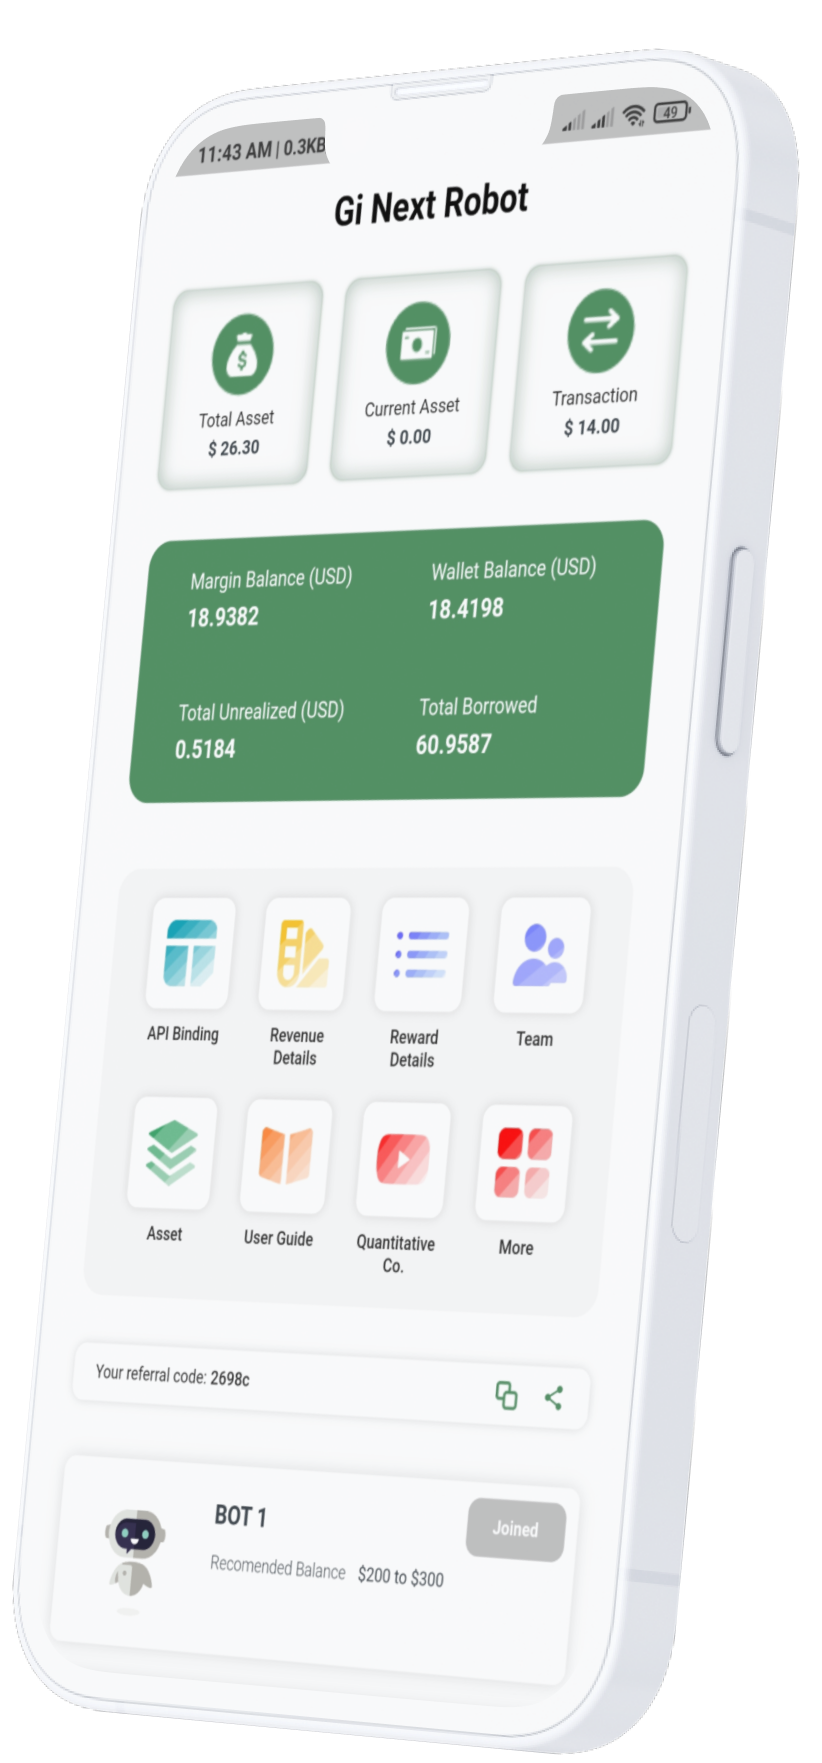 11:43 AM | 0.3KB
49
Gi Next Robot
Total Asset
$ 26.30
Current Asset
$ 0.00
Transaction
$ 14.00
Margin Balance (USD)
18.9382
Wallet Balance (USD)
18.4198
Total Unrealized (USD)
0.5184
Total Borrowed
60.9587
API Binding
Revenue
Details
Reward
Details
Team
Asset
User Guide
Quantitative
Co.
More
Your referral code: 2698c
BOT 1
Joined
Recomended Balance $200 to $300